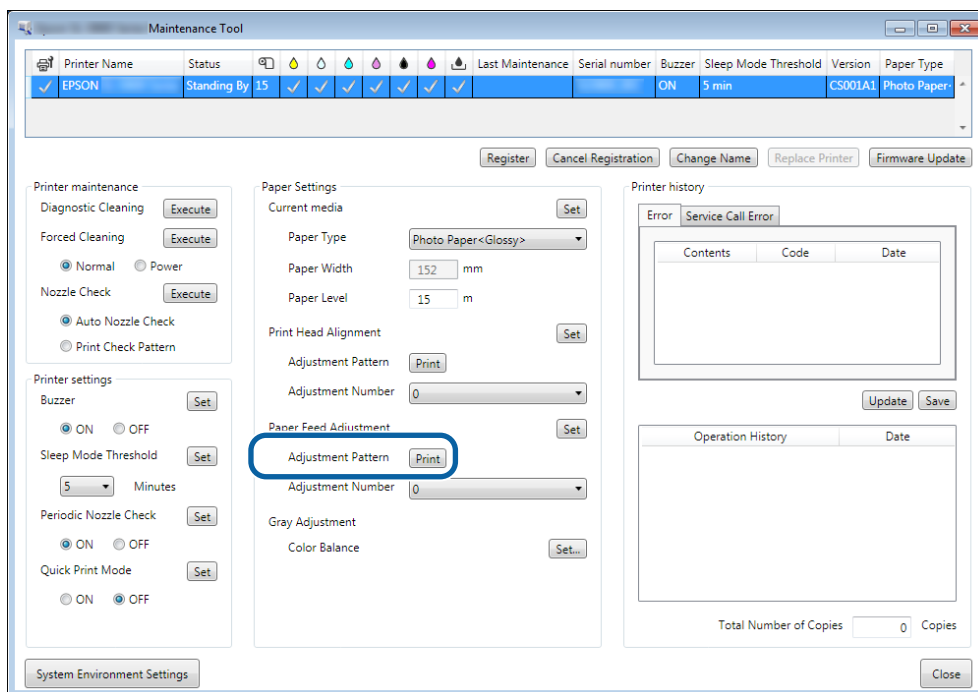 Maintenance Tool
Printer Name Status Last Maintenance Serial number Buzzer Sleep Mode Threshold Version Paper Type
EPSON Standing By 15 ON 5 min CS001A1 Photo Paper
Register Cancel Registration Change Name Replace Printer Firmware Update
Printer maintenance
Diagnostic Cleaning Execute
Forced Cleaning Execute
Normal Power
Nozzle Check Execute
Auto Nozzle Check
Print Check Pattern
Printer settings
Buzzer Set
ON OFF
Sleep Mode Threshold Set
5 Minutes
Periodic Nozzle Check Set
ON OFF
Quick Print Mode Set
ON OFF
System Environment Settings
Paper Settings
Current media Set
Paper Type Photo Paper<Glossy>
Paper Width 152 mm
Paper Level 15 m
Print Head Alignment Set
Adjustment Pattern Print
Adjustment Number 0
Paper Feed Adjustment Set
Adjustment Pattern Print
Adjustment Number 0
Gray Adjustment
Color Balance Set...
Printer history
Error Service Call Error
Contents Code Date
Update Save
Operation History Date
Total Number of Copies 0 Copies
Close